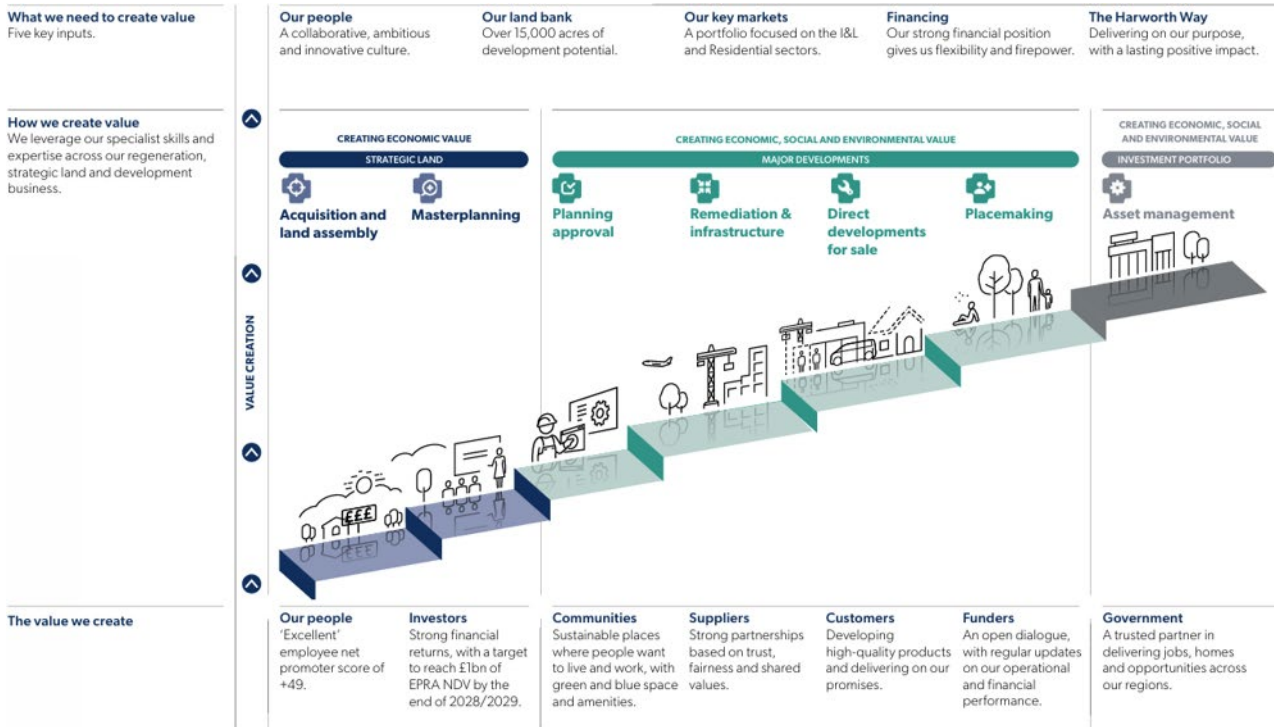 What we need to create value
Five key inputs.
Our people
A collaborative, ambitious
and innovative culture.
Our land bank
Over 15,000 acres of
development potential.
Our key markets
A portfolio focused on the I&L
and Residential sectors.
Financing
Our strong financial position
gives us flexibility and firepower.
The Harworth Way
Delivering on our purpose,
with a lasting positive impact.
How we create value
We leverage our specialist skills and
expertise across our regeneration,
strategic land and development
business.
CREATING ECONOMIC VALUE
STRATEGIC LAND
Acquisition and
land assembly
Masterplanning
CREATING ECONOMIC, SOCIAL AND ENVIRONMENTAL VALUE
MAJOR DEVELOPMENTS
Planning
approval
Remediation &
infrastructure
Direct
developments
for sale
Placemaking
CREATING ECONOMIC, SOCIAL
AND ENVIRONMENTAL VALUE
INVESTMENT PORTFOLIO
Asset management
VALUE CREATION
£££
The value we create
Our people
‘Excellent’
employee net
promoter score of
+49.
Investors
Strong financial
returns, with a target
to reach £1bn of
EPRA NDV by the
end of 2028/2029.
Communities
Sustainable places
where people want
to live and work, with
green and blue space
and amenities.
Suppliers
Strong partnerships
based on trust,
fairness and shared
values.
Customers
Developing
high-quality products
and delivering on our
promises.
Funders
An open dialogue,
with regular updates
on our operational
and financial
performance.
Government
A trusted partner in
delivering jobs, homes
and opportunities across
our regions.